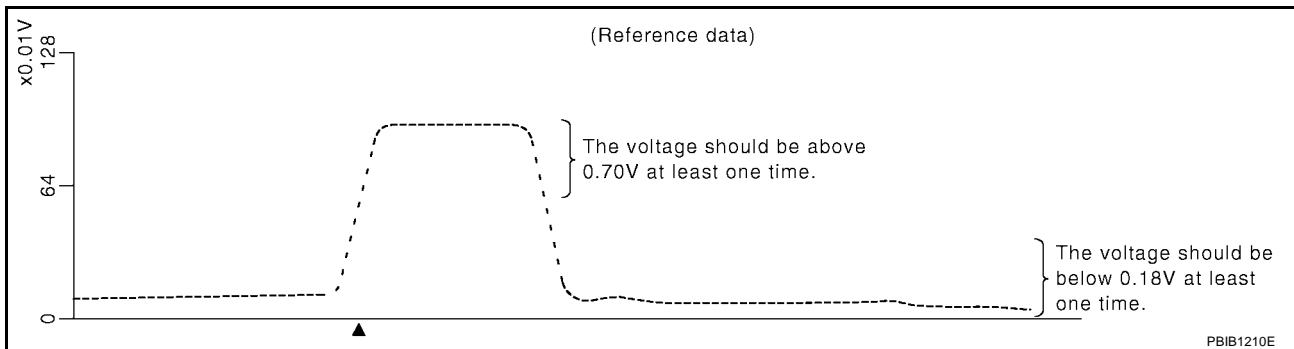 (Reference data)
x0.01V
128
64
0
The voltage should be above
0.70V at least one time.
The voltage should be
below 0.18V at least
one time.
PBIB1210E